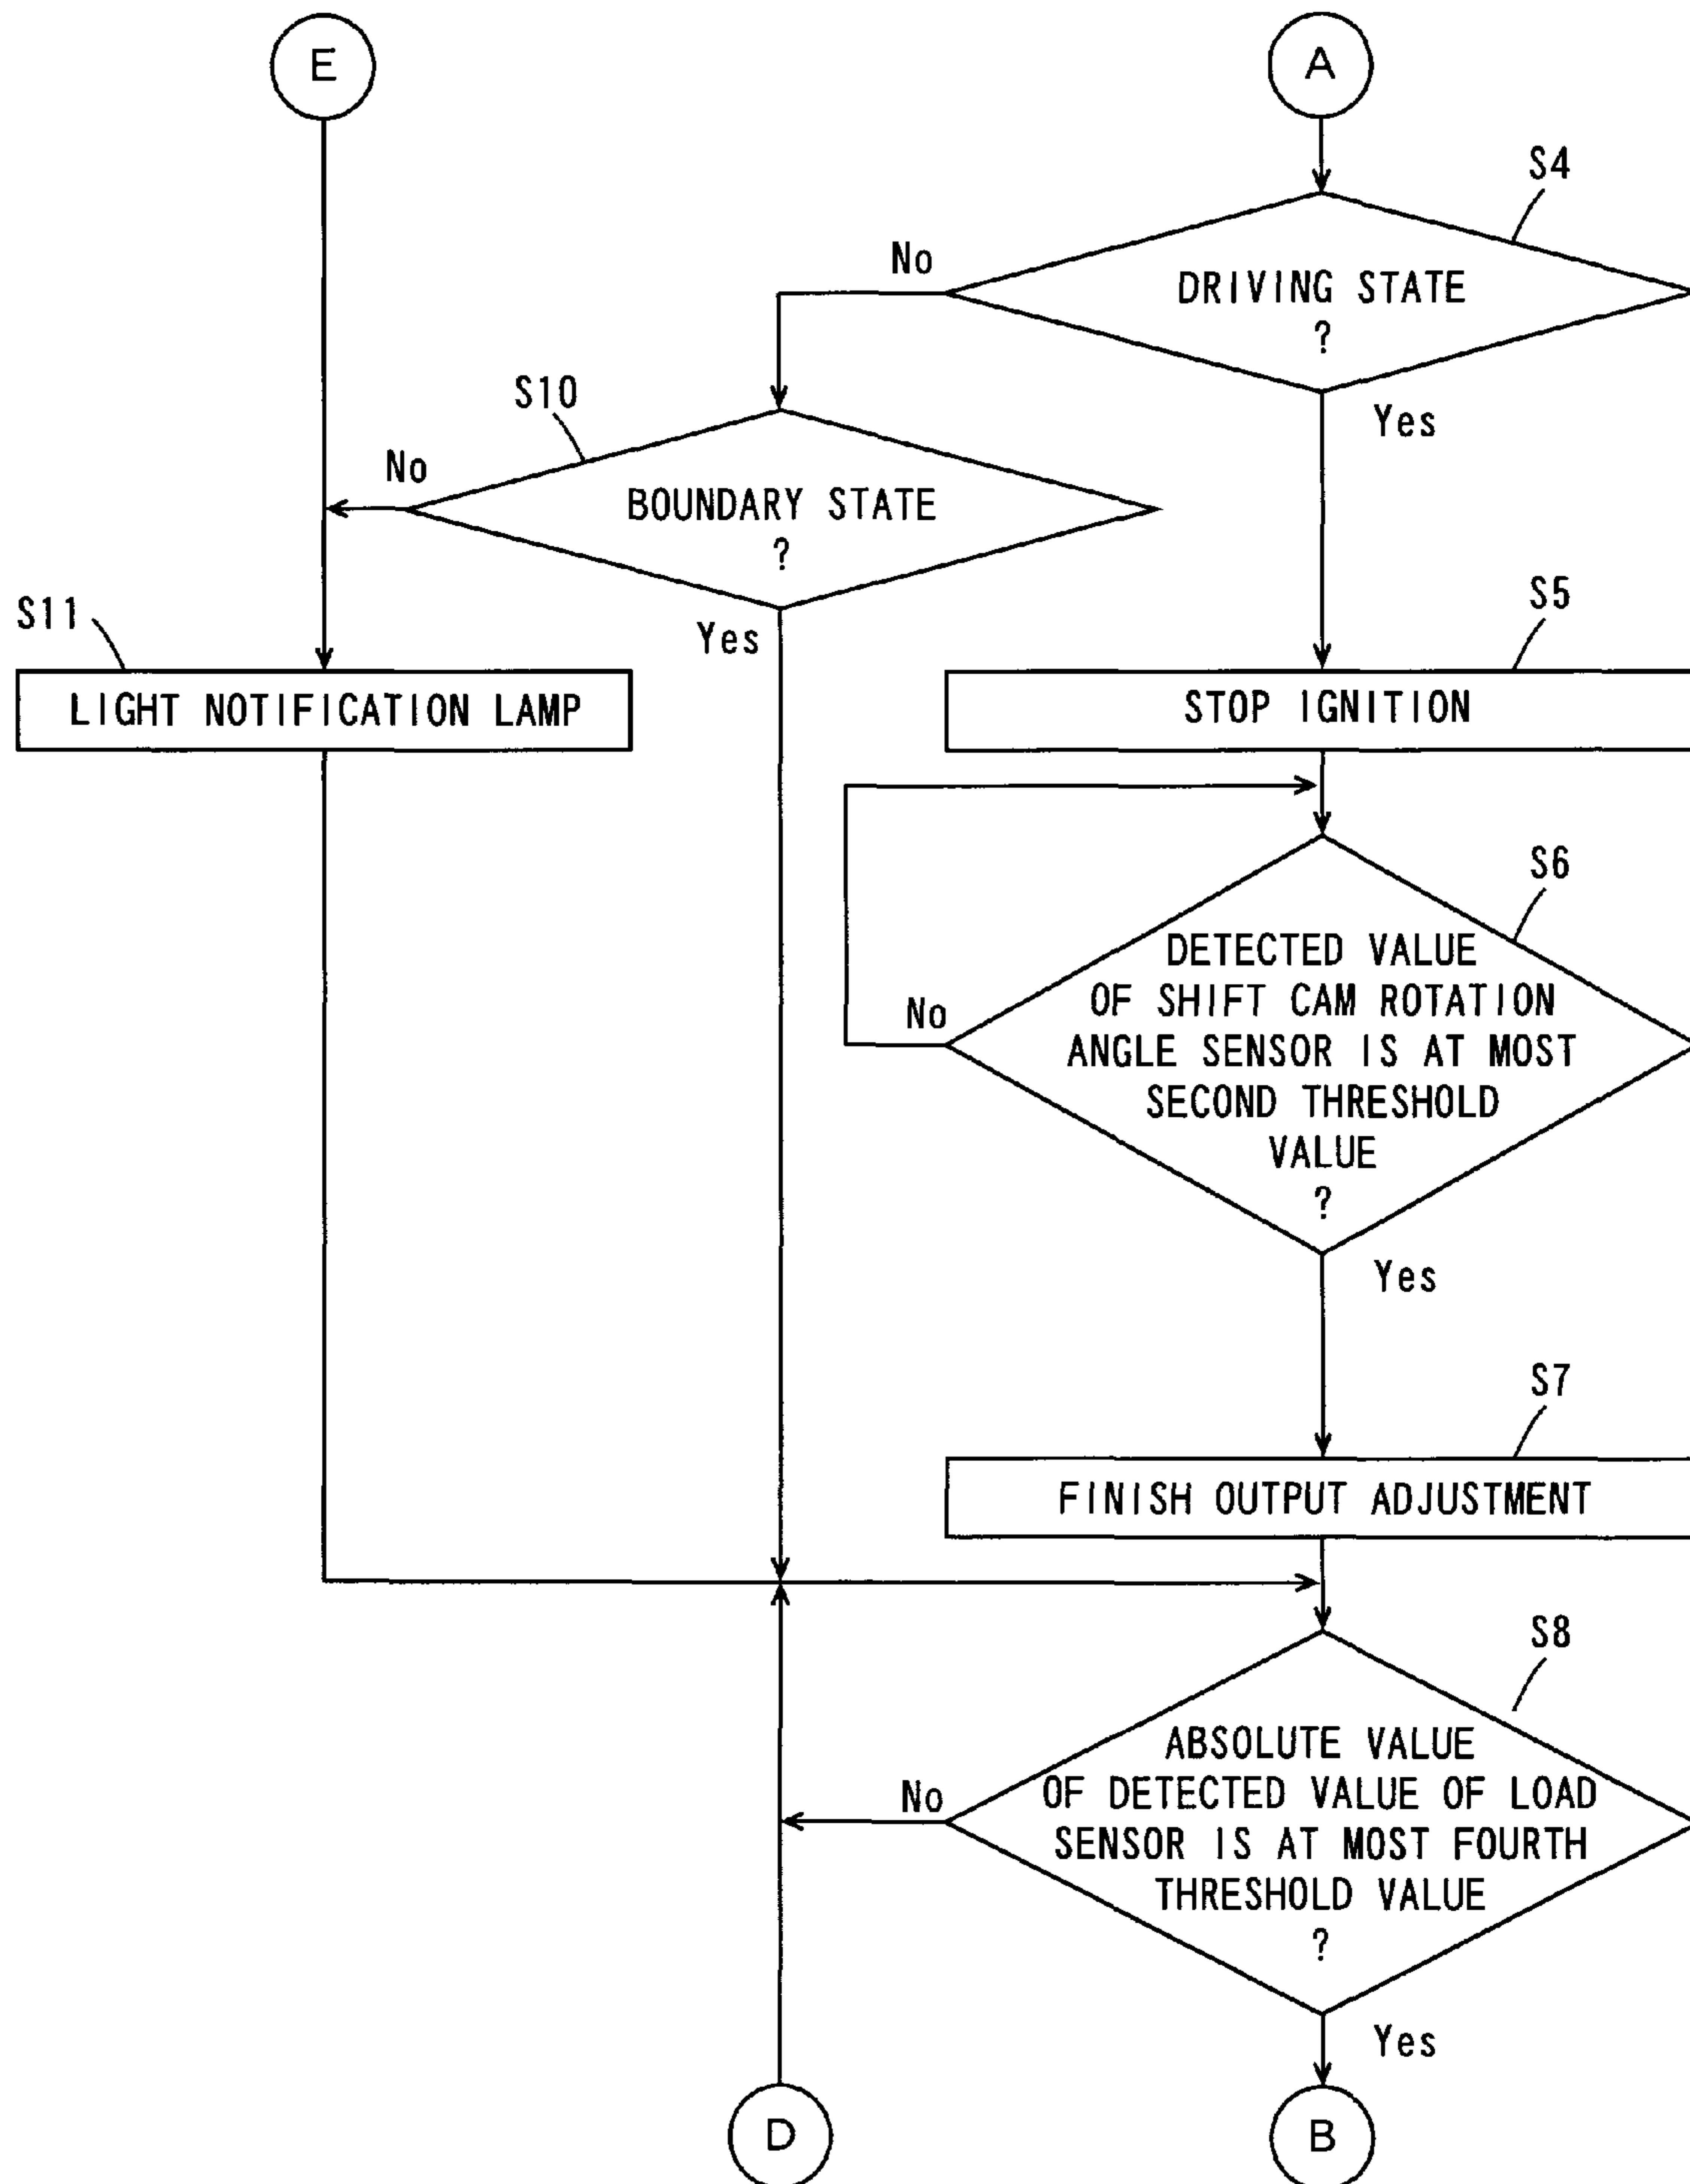 E
A
S4
No
DRIVING STATE
?
Yes
S10
No
BOUNDARY STATE
?
Yes
S11
LIGHT NOTIFICATION LAMP
S5
STOP IGNITION
S6
No
DETECTED VALUE
OF SHIFT CAM ROTATION
ANGLE SENSOR IS AT MOST
SECOND THRESHOLD
VALUE
?
Yes
S7
FINISH OUTPUT ADJUSTMENT
S8
No
ABSOLUTE VALUE
OF DETECTED VALUE OF LOAD
SENSOR IS AT MOST FOURTH
THRESHOLD VALUE
?
Yes
D
B